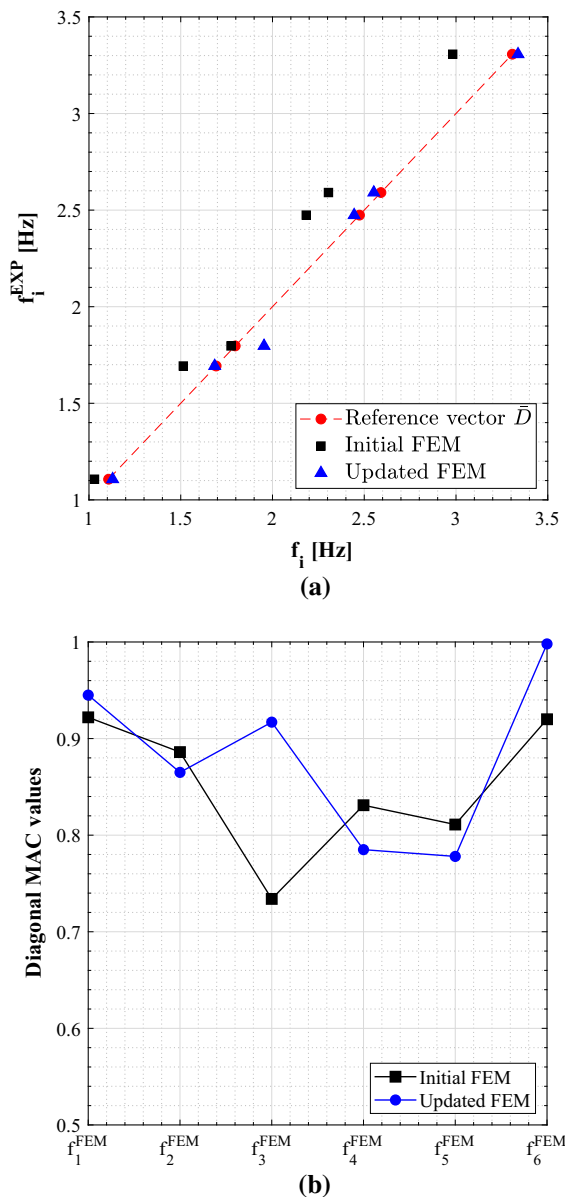 3.5
3
2.5
2
1.5
1
f_i^EXP [Hz]
Reference vector D̄
Initial FEM
Updated FEM
1 1.5 2 2.5 3 3.5
f_i [Hz]
(a)
1
0.9
0.8
0.7
0.6
0.5
Diagonal MAC values
Initial FEM
Updated FEM
f_1^FEM f_2^FEM f_3^FEM f_4^FEM f_5^FEM f_6^FEM
(b)